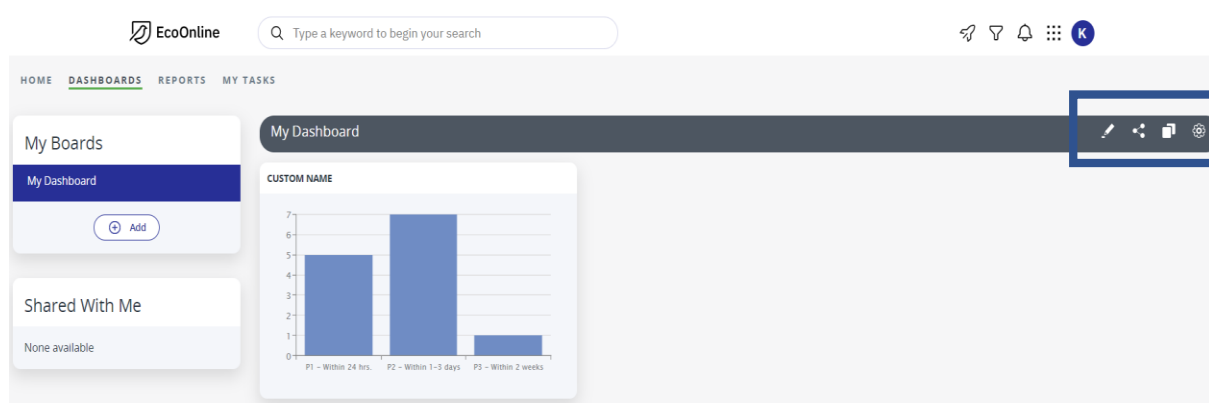 EcoOnline
Type a keyword to begin your search
K
HOME DASHBOARDS REPORTS MY TASKS
My Boards
My Dashboard
Add
Shared With Me
None available
My Dashboard
CUSTOM NAME
7
6
5
4
3
2
1
0
P1 – Within 24 hrs. P2 – Within 1–3 days P3 – Within 2 weeks